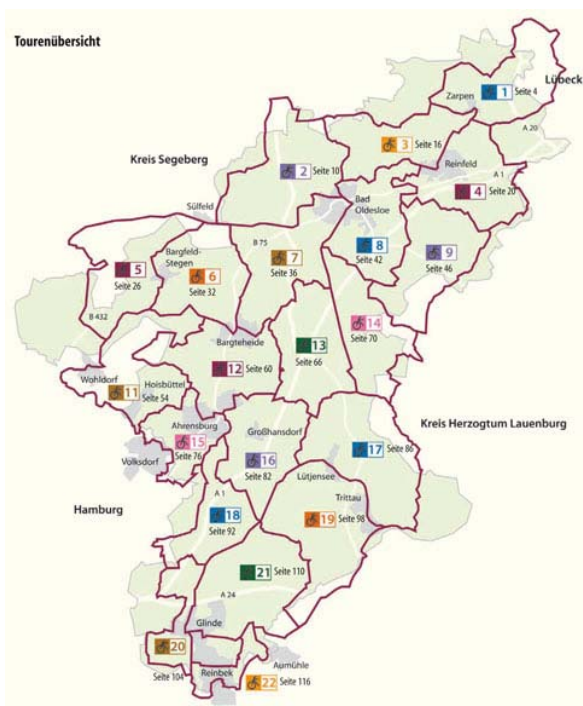 Tourenübersicht
Lübeck
Zarpen
1 Seite 4
A 20
3 Seite 16
Kreis Segeberg
2 Seite 10
Reinfeld
A 1
4 Seite 20
Sülfeld
Bad
Oldesloe
B 75
8
Seite 42
9
Seite 46
Bargfeld-
Stegen
7
Seite 36
5
Seite 26
6
Seite 32
B 432
14
Seite 70
Bargteheide
13
Seite 66
12 Seite 60
Wohldorf
Hoisbüttel
11
Seite 54
Ahrensburg
15
Seite 76
Großhansdorf
Kreis Herzogtum Lauenburg
17 Seite 86
Volksdorf
16
Seite 82
Lütjensee
Trittau
A 1
Hamburg
18
Seite 92
19 Seite 98
21 Seite 110
A 24
Glinde
20
Seite 104
Reinbek
Aumühle
22 Seite 116